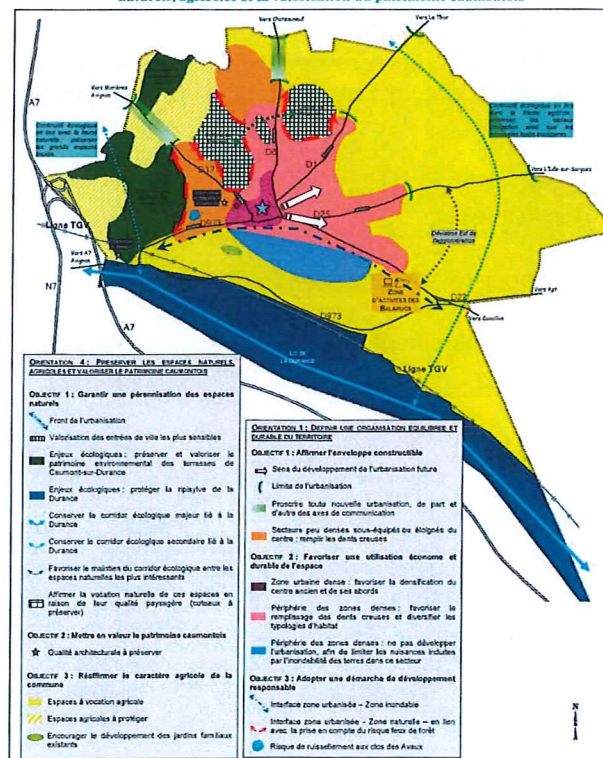 naturels, agricoles et la valorisation du patrimoine caumontois
Vers Chateauneuf
Vers Le Thor
Vers Morières
Avignon
A7
D8
D1
D171
D25
Vers L'Isle sur-Sorgues
Ligne TGV
Déviation Est de
l'agglomération
Vers A7
Avignon
ZONE
D'ACTIVITES DES
BALARUCS
Vers Apt
Vers Cavaillon
N7
A7
D973
LIT DE
LA DURANCE
Ligne TGV
ORIENTATION 4 : PRESERVER LES ESPACES NATURELS,
AGRICOLES ET VALORISER LE PATRIMOINE CAUMONTOIS
OBJECTIF 1 : Garantir une pérennisation des espaces
naturels
Front de l'urbanisation
Valorisation des entrées de ville les plus sensibles
Enjeux écologiques : préserver et valoriser le
patrimoine environnemental des terrasses de
Caumont-sur-Durance
Enjeux écologiques : protéger la ripisylve de la
Durance
Conserver le corridor écologique majeur lié à la
Durance
Conserver le corridor écologique secondaire lié à la
Durance
Favoriser le maintien du corridor écologique entre les
espaces naturelles les plus intéressants
Affirmer la vocation naturelle de ces espaces en
raison de leur qualité paysagère (coteaux à
préserver)
OBJECTIF 2 : Mettre en valeur le patrimoine caumontois
Qualité architecturale à préserver
OBJECTIF 3 : Réaffirmer le caractère agricole de la
commune
Espaces à vocation agricole
Espaces agricoles à protéger
Encourager le développement des jardins familiaux
existants
ORIENTATION 1 : DEFINIR UNE ORGANISATION EQUILIBREE ET
DURABLE DU TERRITOIRE
OBJECTIF 1 : Affirmer l'enveloppe constructible
Sens du développement de l'urbanisation future
Limite de l'urbanisation
Proscrire toute nouvelle urbanisation, de part et
d'autre des axes de communication
Secteurs peu denses sous-équipés ou éloignés du
centre : remplir les dents creuses
OBJECTIF 2 : Favoriser une utilisation économe et
durable de l'espace
Zone urbaine dense : favoriser la densification du
centre ancien et de ses abords
Périphérie des zones denses : favoriser le
remplissage des dents creuses et diversifier les
typologies d'habitat
Périphérie des zones denses : ne pas développer
l'urbanisation, afin de limiter les nuisances induites
par l'inondabilité des terres dans ce secteur
OBJECTIF 3 : Adopter une démarche de développement
responsable
Interface zone urbanisée – Zone inondable
Interface zone urbanisée – Zone naturelle – en lien
avec la prise en compte du risque feux de forêt
Risque de ruissellement aux clos des Avaux
N